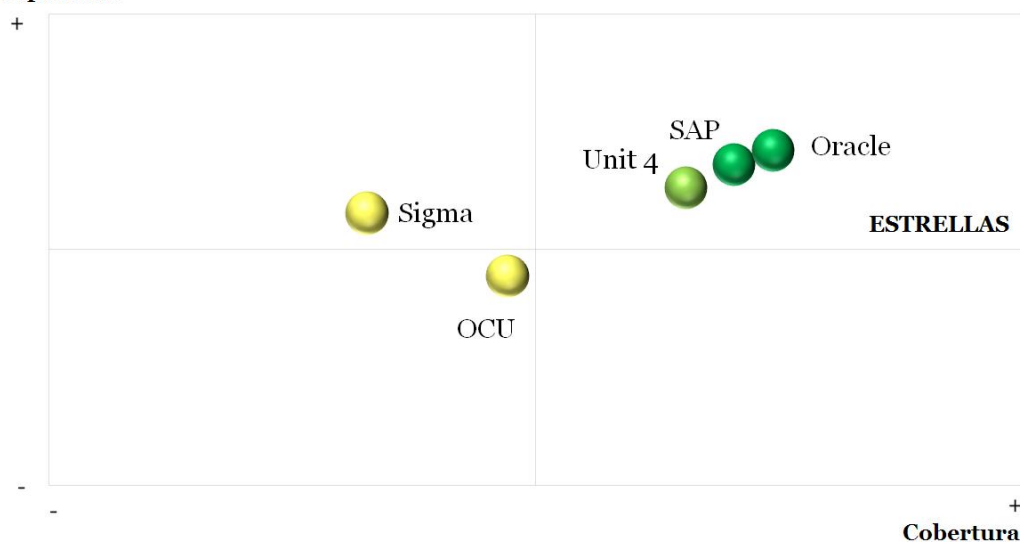 +
SAP
Oracle
Unit 4
Sigma
ESTRELLAS
OCU
-
-
+
Cobertura